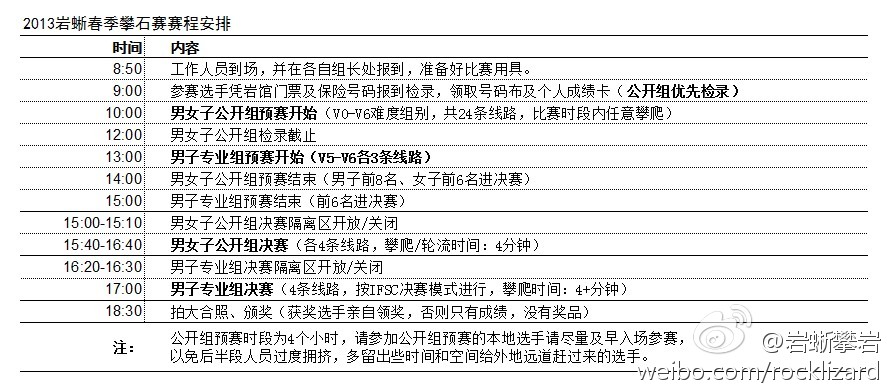 2013岩蜥春季攀石赛赛程安排
时间 内容
8:50 工作人员到场，并在各自组长处报到，准备好比赛用具。
9:00 参赛选手凭岩馆门票及保险号码报到检录，领取号码布及个人成绩卡（公开组优先检录）
10:00 男女子公开组预赛开始（V0-V6难度组别，共24条线路，比赛时段内任意攀爬）
12:00 男女子公开组检录截止
13:00 男子专业组预赛开始（V5-V6各3条线路）
14:00 男女子公开组预赛结束（男子前8名、女子前6名进决赛）
15:00 男子专业组预赛结束（前6名进决赛）
15:00-15:10 男女子公开组决赛隔离区开放/关闭
15:40-16:40 男女子公开组决赛（各4条线路，攀爬/轮流时间：4分钟）
16:20-16:30 男子专业组决赛隔离区开放/关闭
17:00 男子专业组决赛（4条线路，按IFSC决赛模式进行，攀爬时间：4+分钟）
18:30 拍大合照、颁奖（获奖选手亲自领奖，否则只有成绩，没有奖品）
注： 公开组预赛时段为4个小时，请参加公开组预赛的本地选手请尽量及早入场参赛，
以免后半段人员过度拥挤，多留出些时间和空间给外地远道赶过来的选手。
@岩蜥攀岩
weibo.com/rocklizard